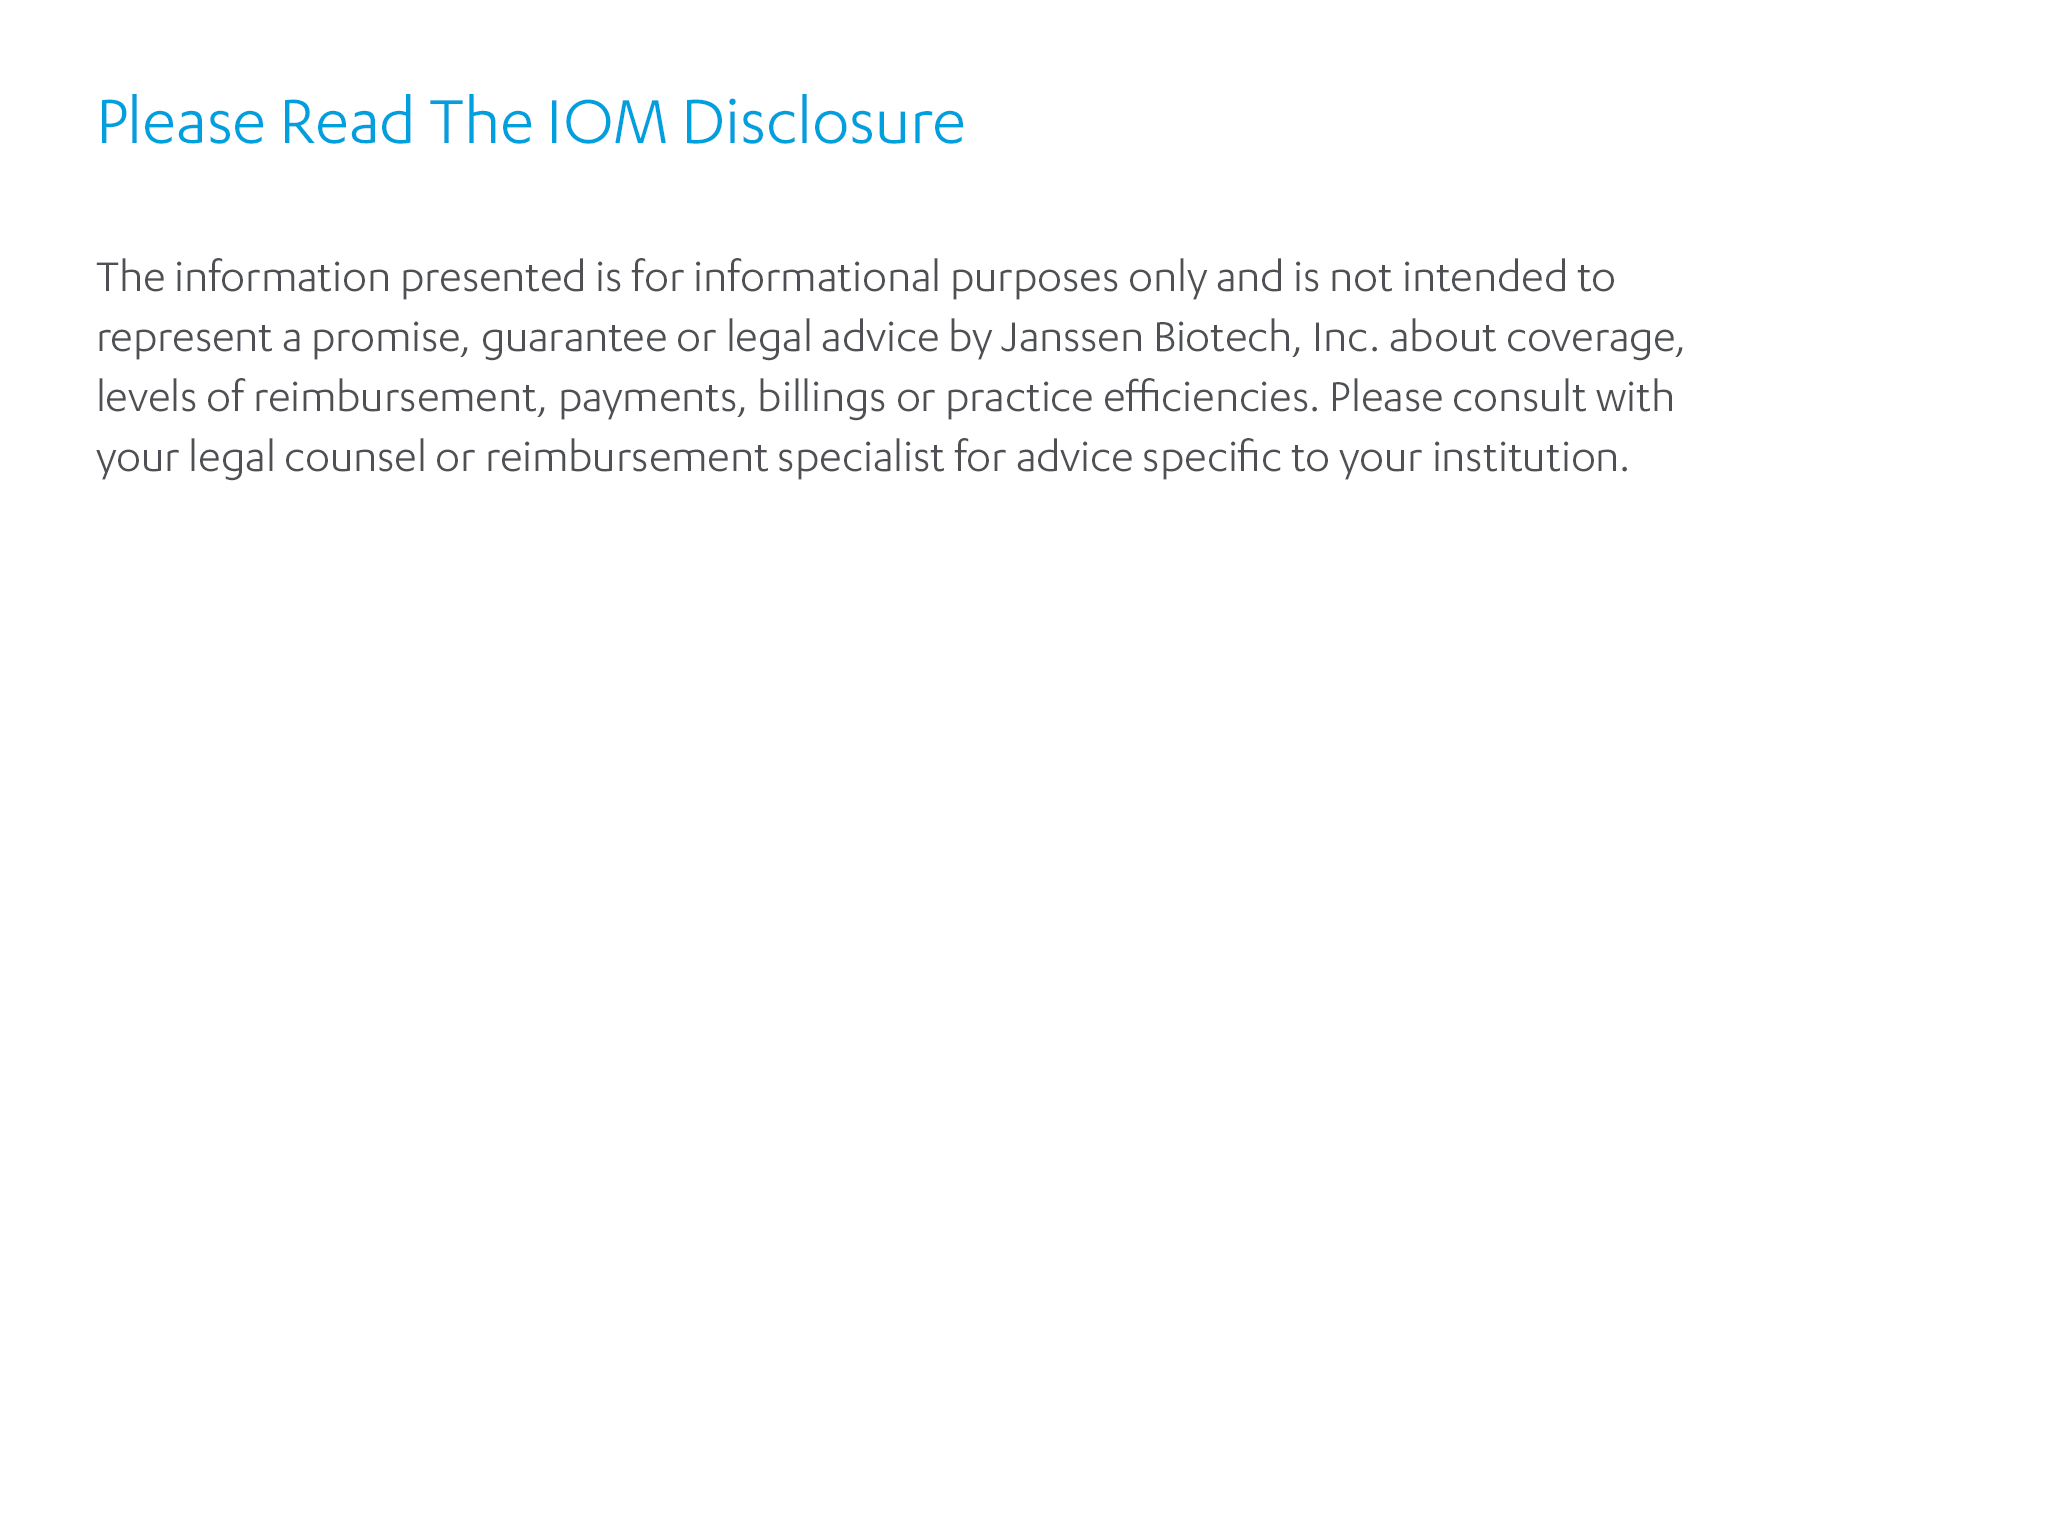 Please Read The IOM Disclosure
The information presented is for informational purposes only and is not intended to
represent a promise, guarantee or legal advice by Janssen Biotech, Inc. about coverage,
levels of reimbursement, payments, billings or practice efficiencies. Please consult with
your legal counsel or reimbursement specialist for advice specific to your institution.